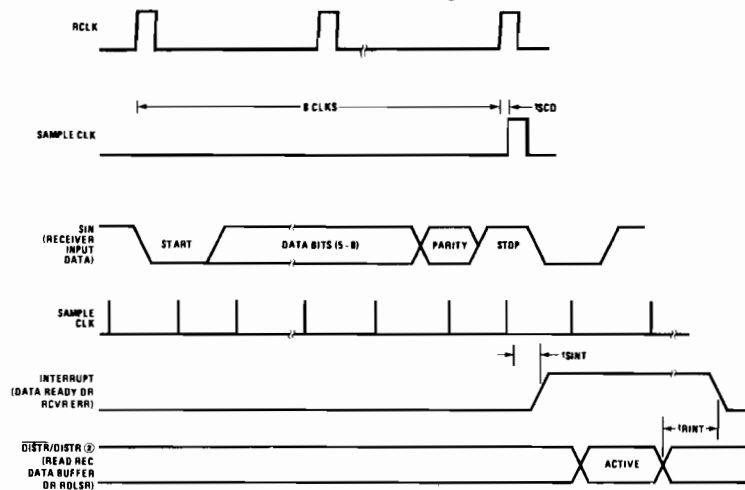 RCLK
8 CLKS
tSCD
SAMPLE CLK
SIN
(RECEIVER
INPUT
DATA)
START
DATA BITS (5 - 8)
PARITY
STOP
SAMPLE
CLK
tSINT
INTERRUPT
(DATA READY OR
RCVR ERR)
tRINT
DISTR/DISTR ②
(READ REC
DATA BUFFER
OR RDLSR)
ACTIVE